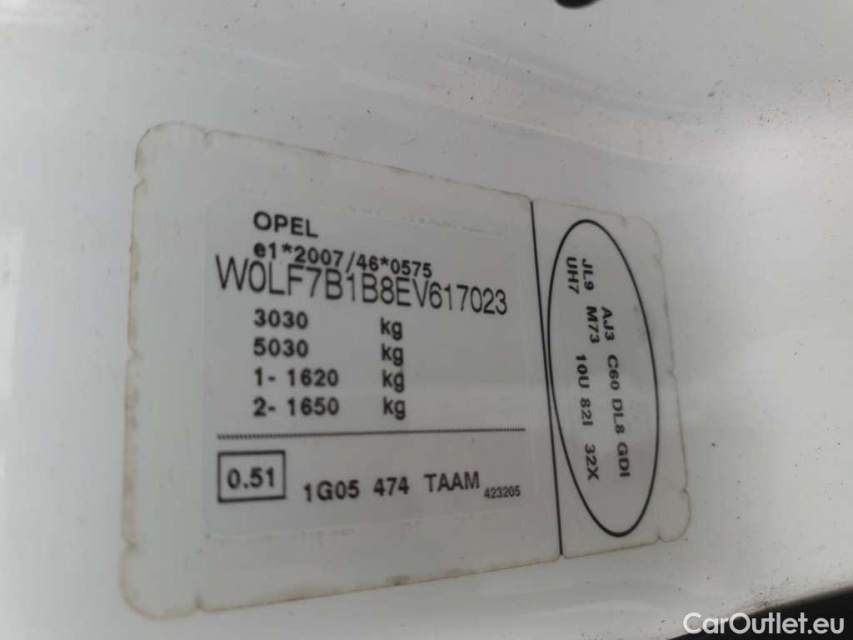 OPEL
e1*2007/46*0575
W0LF7B1B8EV617023
3030 kg
5030 kg
1- 1620 kg
2- 1650 kg
0.51 1G05 474 TAAM 423205
AJ3 C60 DL8 GDI
JL9 M73 10U 82I 32X
UH7
CarOutlet.eu